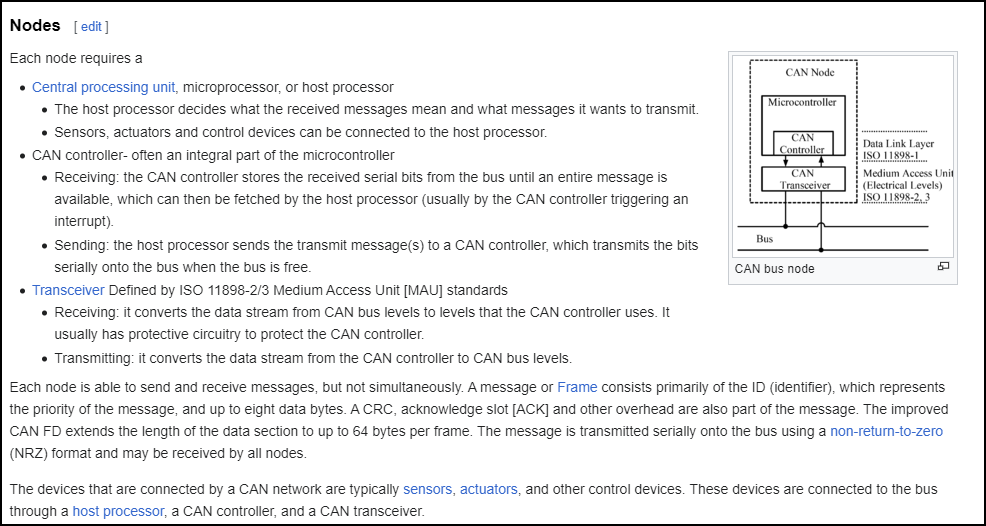 Nodes [ edit ]
Each node requires a
• Central processing unit, microprocessor, or host processor
• The host processor decides what the received messages mean and what messages it wants to transmit.
• Sensors, actuators and control devices can be connected to the host processor.
• CAN controller- often an integral part of the microcontroller
• Receiving: the CAN controller stores the received serial bits from the bus until an entire message is
available, which can then be fetched by the host processor (usually by the CAN controller triggering an
interrupt).
• Sending: the host processor sends the transmit message(s) to a CAN controller, which transmits the bits
serially onto the bus when the bus is free.
• Transceiver Defined by ISO 11898-2/3 Medium Access Unit [MAU] standards
• Receiving: it converts the data stream from CAN bus levels to levels that the CAN controller uses. It
usually has protective circuitry to protect the CAN controller.
• Transmitting: it converts the data stream from the CAN controller to CAN bus levels.
CAN Node
Microcontroller
CAN
Controller
CAN
Transceiver
Data Link Layer
ISO 11898-1
Medium Access Unit
(Electrical Levels)
ISO 11898-2, 3
Bus
CAN bus node
Each node is able to send and receive messages, but not simultaneously. A message or Frame consists primarily of the ID (identifier), which represents
the priority of the message, and up to eight data bytes. A CRC, acknowledge slot [ACK] and other overhead are also part of the message. The improved
CAN FD extends the length of the data section to up to 64 bytes per frame. The message is transmitted serially onto the bus using a non-return-to-zero
(NRZ) format and may be received by all nodes.
The devices that are connected by a CAN network are typically sensors, actuators, and other control devices. These devices are connected to the bus
through a host processor, a CAN controller, and a CAN transceiver.